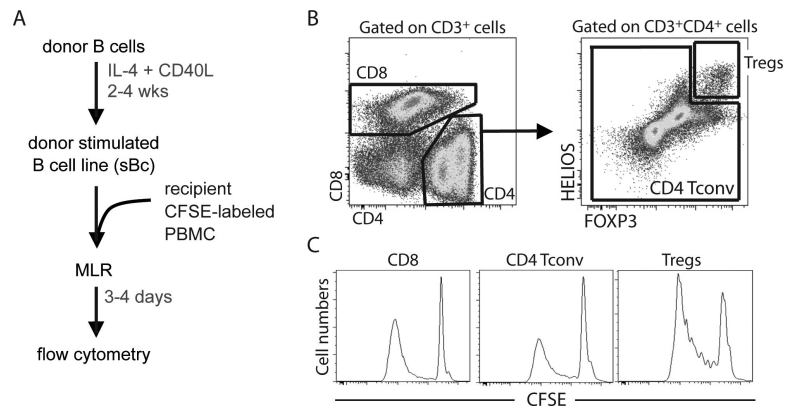 A
donor B cells
IL-4 + CD40L
2-4 wks
donor stimulated
B cell line (sBc)
recipient
CFSE-labeled
PBMC
MLR
3-4 days
flow cytometry
B
Gated on CD3⁺ cells
CD8
CD8
CD4
CD4
Gated on CD3⁺CD4⁺ cells
Tregs
CD4 Tconv
HELIOS
FOXP3
C
CD8
CD4 Tconv
Tregs
Cell numbers
CFSE